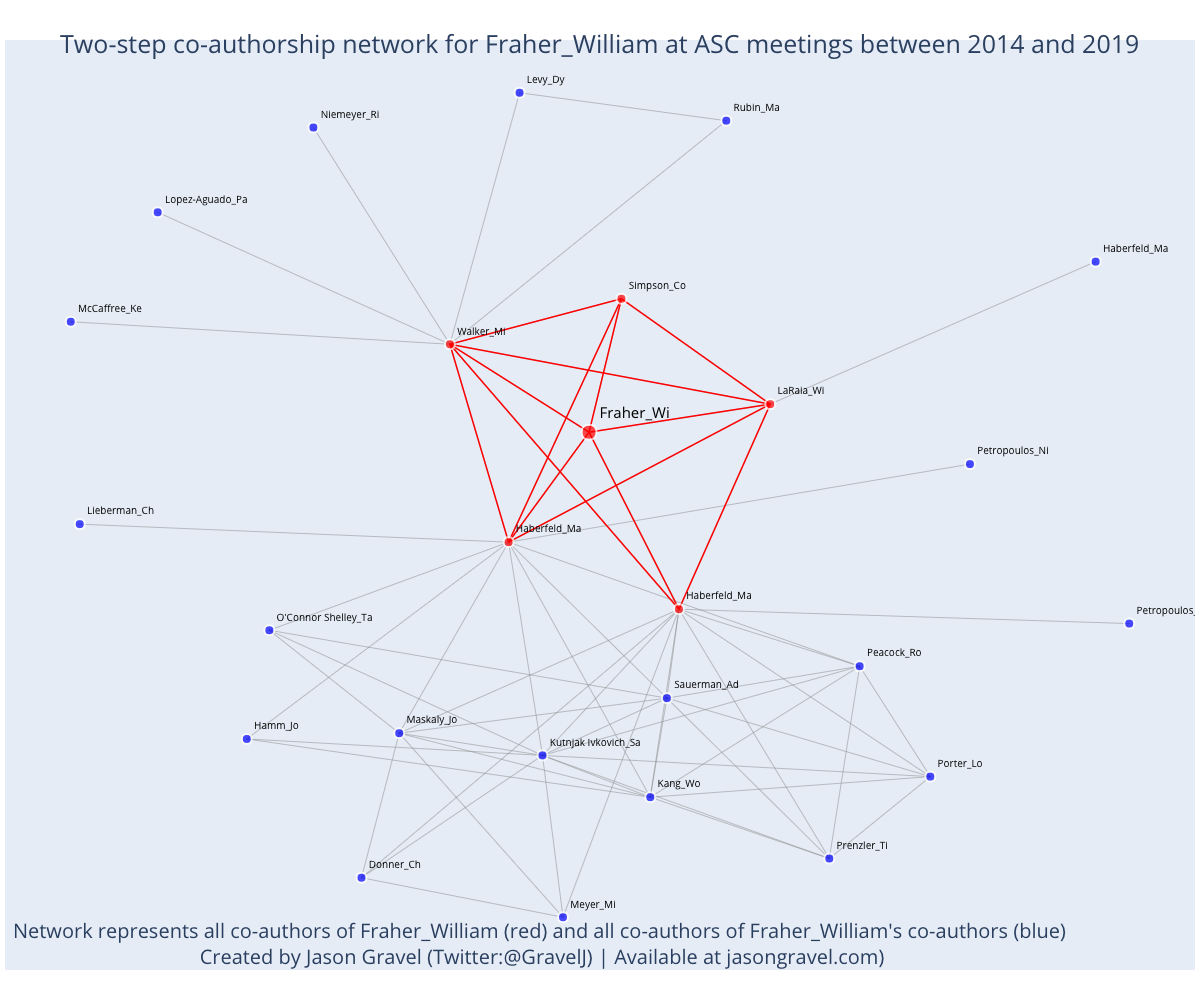 Two-step co-authorship network for Fraher_William at ASC meetings between 2014 and 2019
Levy_Dy
Rubin_Ma
Niemeyer_Ri
Lopez-Aguado_Pa
Haberfeld_Ma
Simpson_Co
McCaffree_Ke
Walker_Mi
LaRaia_Wi
Fraher_Wi
Petropoulos_Ni
Lieberman_Ch
Haberfeld_Ma
Haberfeld_Ma
Petropoulos_
O'Connor Shelley_Ta
Peacock_Ro
Sauerman_Ad
Maskaly_Jo
Hamm_Jo
Kutnjak Ivkovich_Sa
Porter_Lo
Kang_Wo
Prenzler_Ti
Donner_Ch
Meyer_Mi
Network represents all co-authors of Fraher_William (red) and all co-authors of Fraher_William's co-authors (blue)
Created by Jason Gravel (Twitter:@GravelJ) | Available at jasongravel.com)